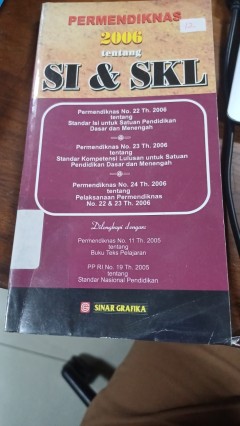 PERMENDIKNAS
2006
tentang
SI & SKL
Permendiknas No. 22 Th. 2006
tentang
Standar Isi untuk Satuan Pendidikan
Dasar dan Menengah
Permendiknas No. 23 Th. 2006
tentang
Standar Kompetensi Lulusan untuk Satuan
Pendidikan Dasar dan Menengah
Permendiknas No. 24 Th. 2006
tentang
Pelaksanaan Permendiknas
No. 22 & 23 Th. 2006
Dilengkapi dengan:
Permendiknas No. 11 Th. 2005
tentang
Buku Teks Pelajaran
PP RI No. 19 Th. 2005
tentang
Standar Nasional Pendidikan
SINAR GRAFIKA